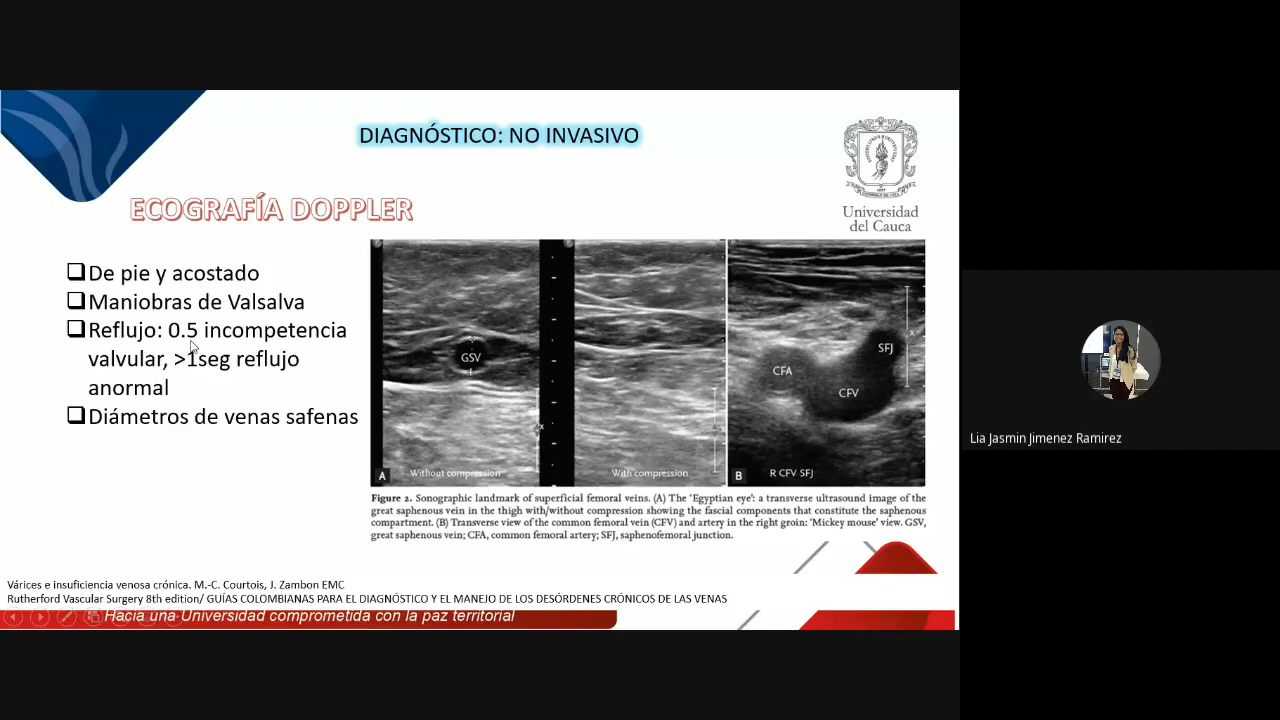 DIAGNÓSTICO: NO INVASIVO
ECOGRAFÍA DOPPLER
Universidad
del Cauca
❑De pie y acostado
❑Maniobras de Valsalva
❑Reflujo: 0.5 incompetencia
valvular, >1seg reflujo
anormal
❑Diámetros de venas safenas
GSV
A
Without compression
With compression
CFA
SFJ
CFV
B
R CFV SFJ
Figure 2. Sonographic landmark of superficial femoral veins. (A) The 'Egyptian eye': a transverse ultrasound image of the
great saphenous vein in the thigh with/without compression showing the fascial components that constitute the saphenous
compartment. (B) Transverse view of the common femoral vein (CFV) and artery in the right groin: 'Mickey mouse' view. GSV,
great saphenous vein; CFA, common femoral artery; SFJ, saphenofemoral junction.
Várices e insuficiencia venosa crónica. M.-C. Courtois, J. Zambon EMC
Rutherford Vascular Surgery 8th edition/ GUÍAS COLOMBIANAS PARA EL DIAGNÓSTICO Y EL MANEJO DE LOS DESÓRDENES CRÓNICOS DE LAS VENAS
Hacia una Universidad comprometida con la paz territorial
Lia Jasmin Jimenez Ramirez